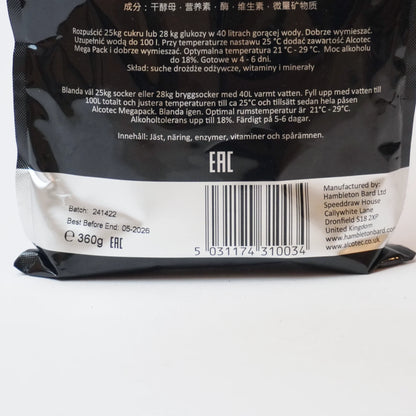 成分：干酵母·营养素·酶·维生素·微量矿物质
Rozpuścić 25kg cukru lub 28 kg glukozy w 40 litrach gorącej wody. Dobrze wymieszać.
Uzupełnić wodą do 100 l. Przy temperaturze nastawu 25 °C dodać zawartość Alcotec
Mega Pack i dobrze wymieszać. Optymalna temperatura 21 °C - 29 °C. Moc alkoholu
do 18%. Gotowe w 4 - 6 dni.
Skład: suche drożdże odżywcze, witaminy i minerały
Blanda väl 25kg socker eller 28kg bryggsocker med 40L varmt vatten. Fyll upp med vatten till
100L totalt och justera temperaturen till ca 25°C och tillsätt sedan hela påsen
Alcotec Megapack. Blanda igen. Optimal rumstemperatur är 21°C - 29°C.
Alkoholtolerans upp till 18%. Färdigt på 5-6 dagar.
Innehåll: Jäst, näring, enzymer, vitaminer och spårämnen.
EAC
Batch: 241422
Best Before End: 05-2026
℮ 360g EAC
5 031174 310034
Manufactured by:
Hambleton Bard Ltd
Speeddraw House
Callywhite Lane
Dronfield S18 2XP
United Kingdom
www.hambletonbard.com
www.alcotec.co.uk